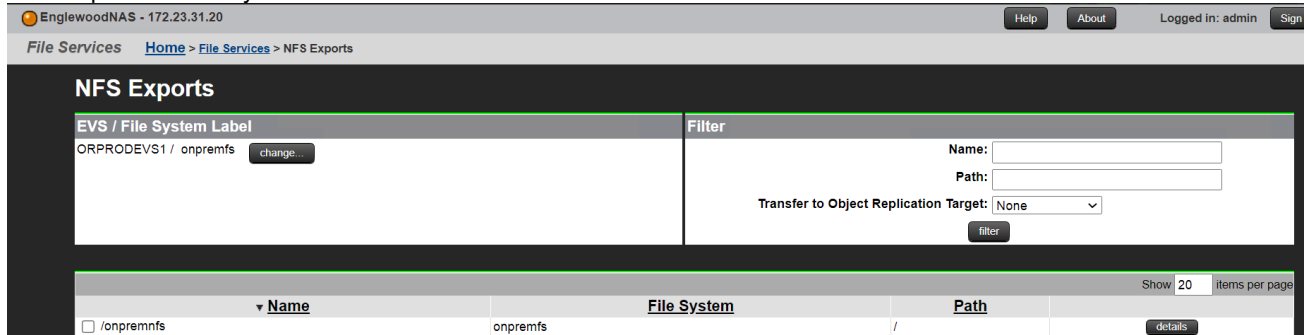 EnglewoodNAS - 172.23.31.20 Help About Logged in: admin Sign
File Services Home > File Services > NFS Exports
NFS Exports
EVS / File System Label
ORPRODEVS1 / onpremfs change...
Filter
Name:
Path:
Transfer to Object Replication Target: None
filter
Show 20 items per page
Name File System Path
/onpremnfs onpremfs / details